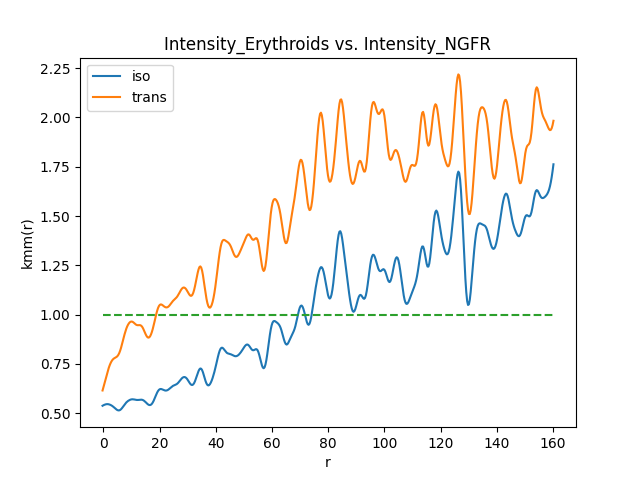 Intensity_Erythroids vs. Intensity_NGFR
iso
trans
2.25
2.00
1.75
1.50
1.25
1.00
0.75
0.50
kmm(r)
0 20 40 60 80 100 120 140 160
r